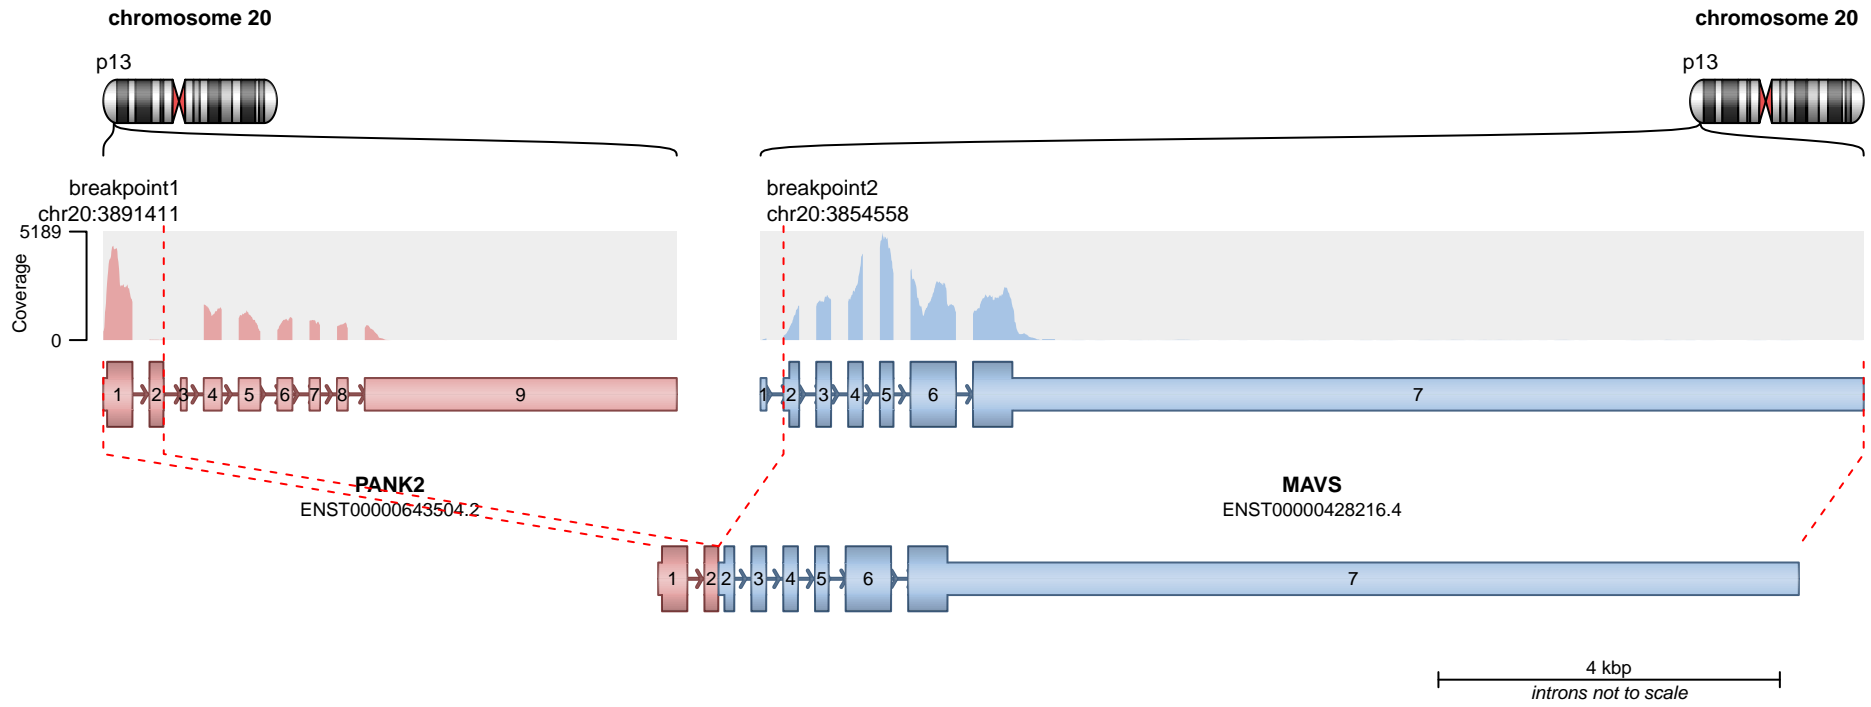 chromosome 20
chromosome 20
p13
p13
breakpoint1
chr20:3891411
breakpoint2
chr20:3854558
5189
Coverage
0
1 2 3 4 5 6 7 8 9
1 2 3 4 5 6 7
PANK2
ENST00000643504.2
MAVS
ENST00000428216.4
1 2 2 3 4 5 6 7
4 kbp
introns not to scale